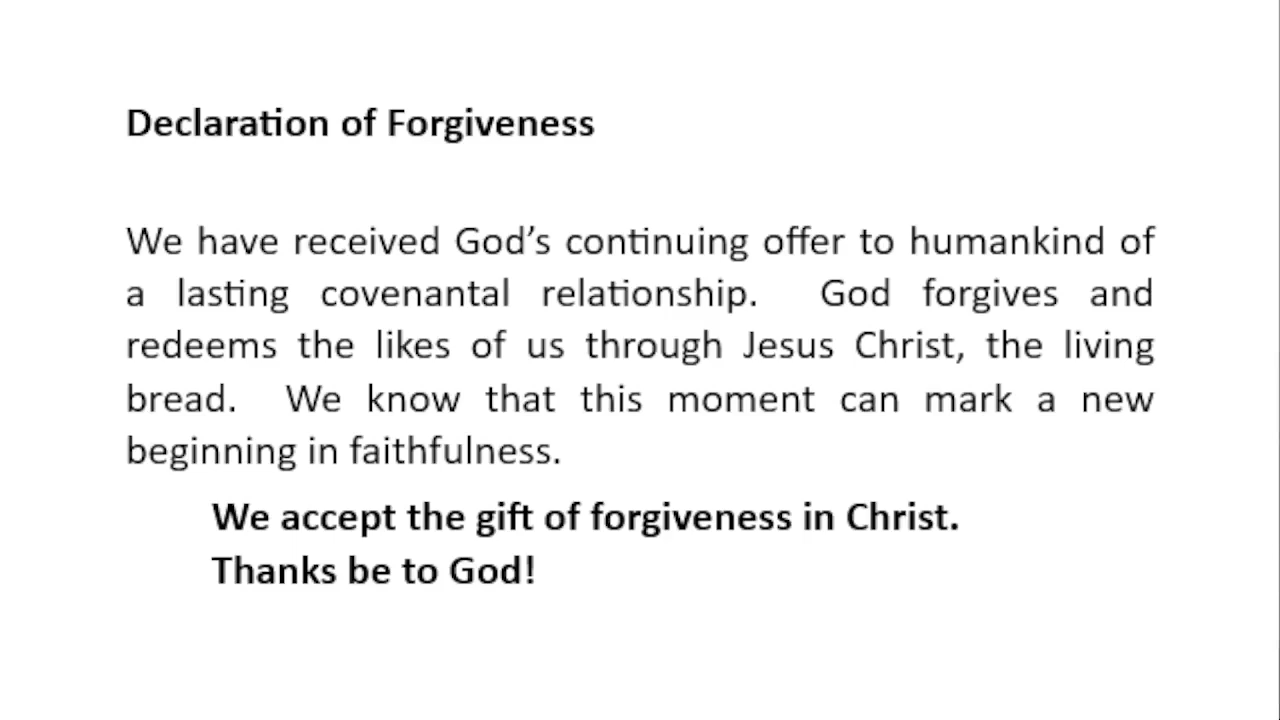 Declaration of Forgiveness
We have received God’s continuing offer to humankind of
a lasting covenantal relationship. God forgives and
redeems the likes of us through Jesus Christ, the living
bread. We know that this moment can mark a new
beginning in faithfulness.
We accept the gift of forgiveness in Christ.
Thanks be to God!